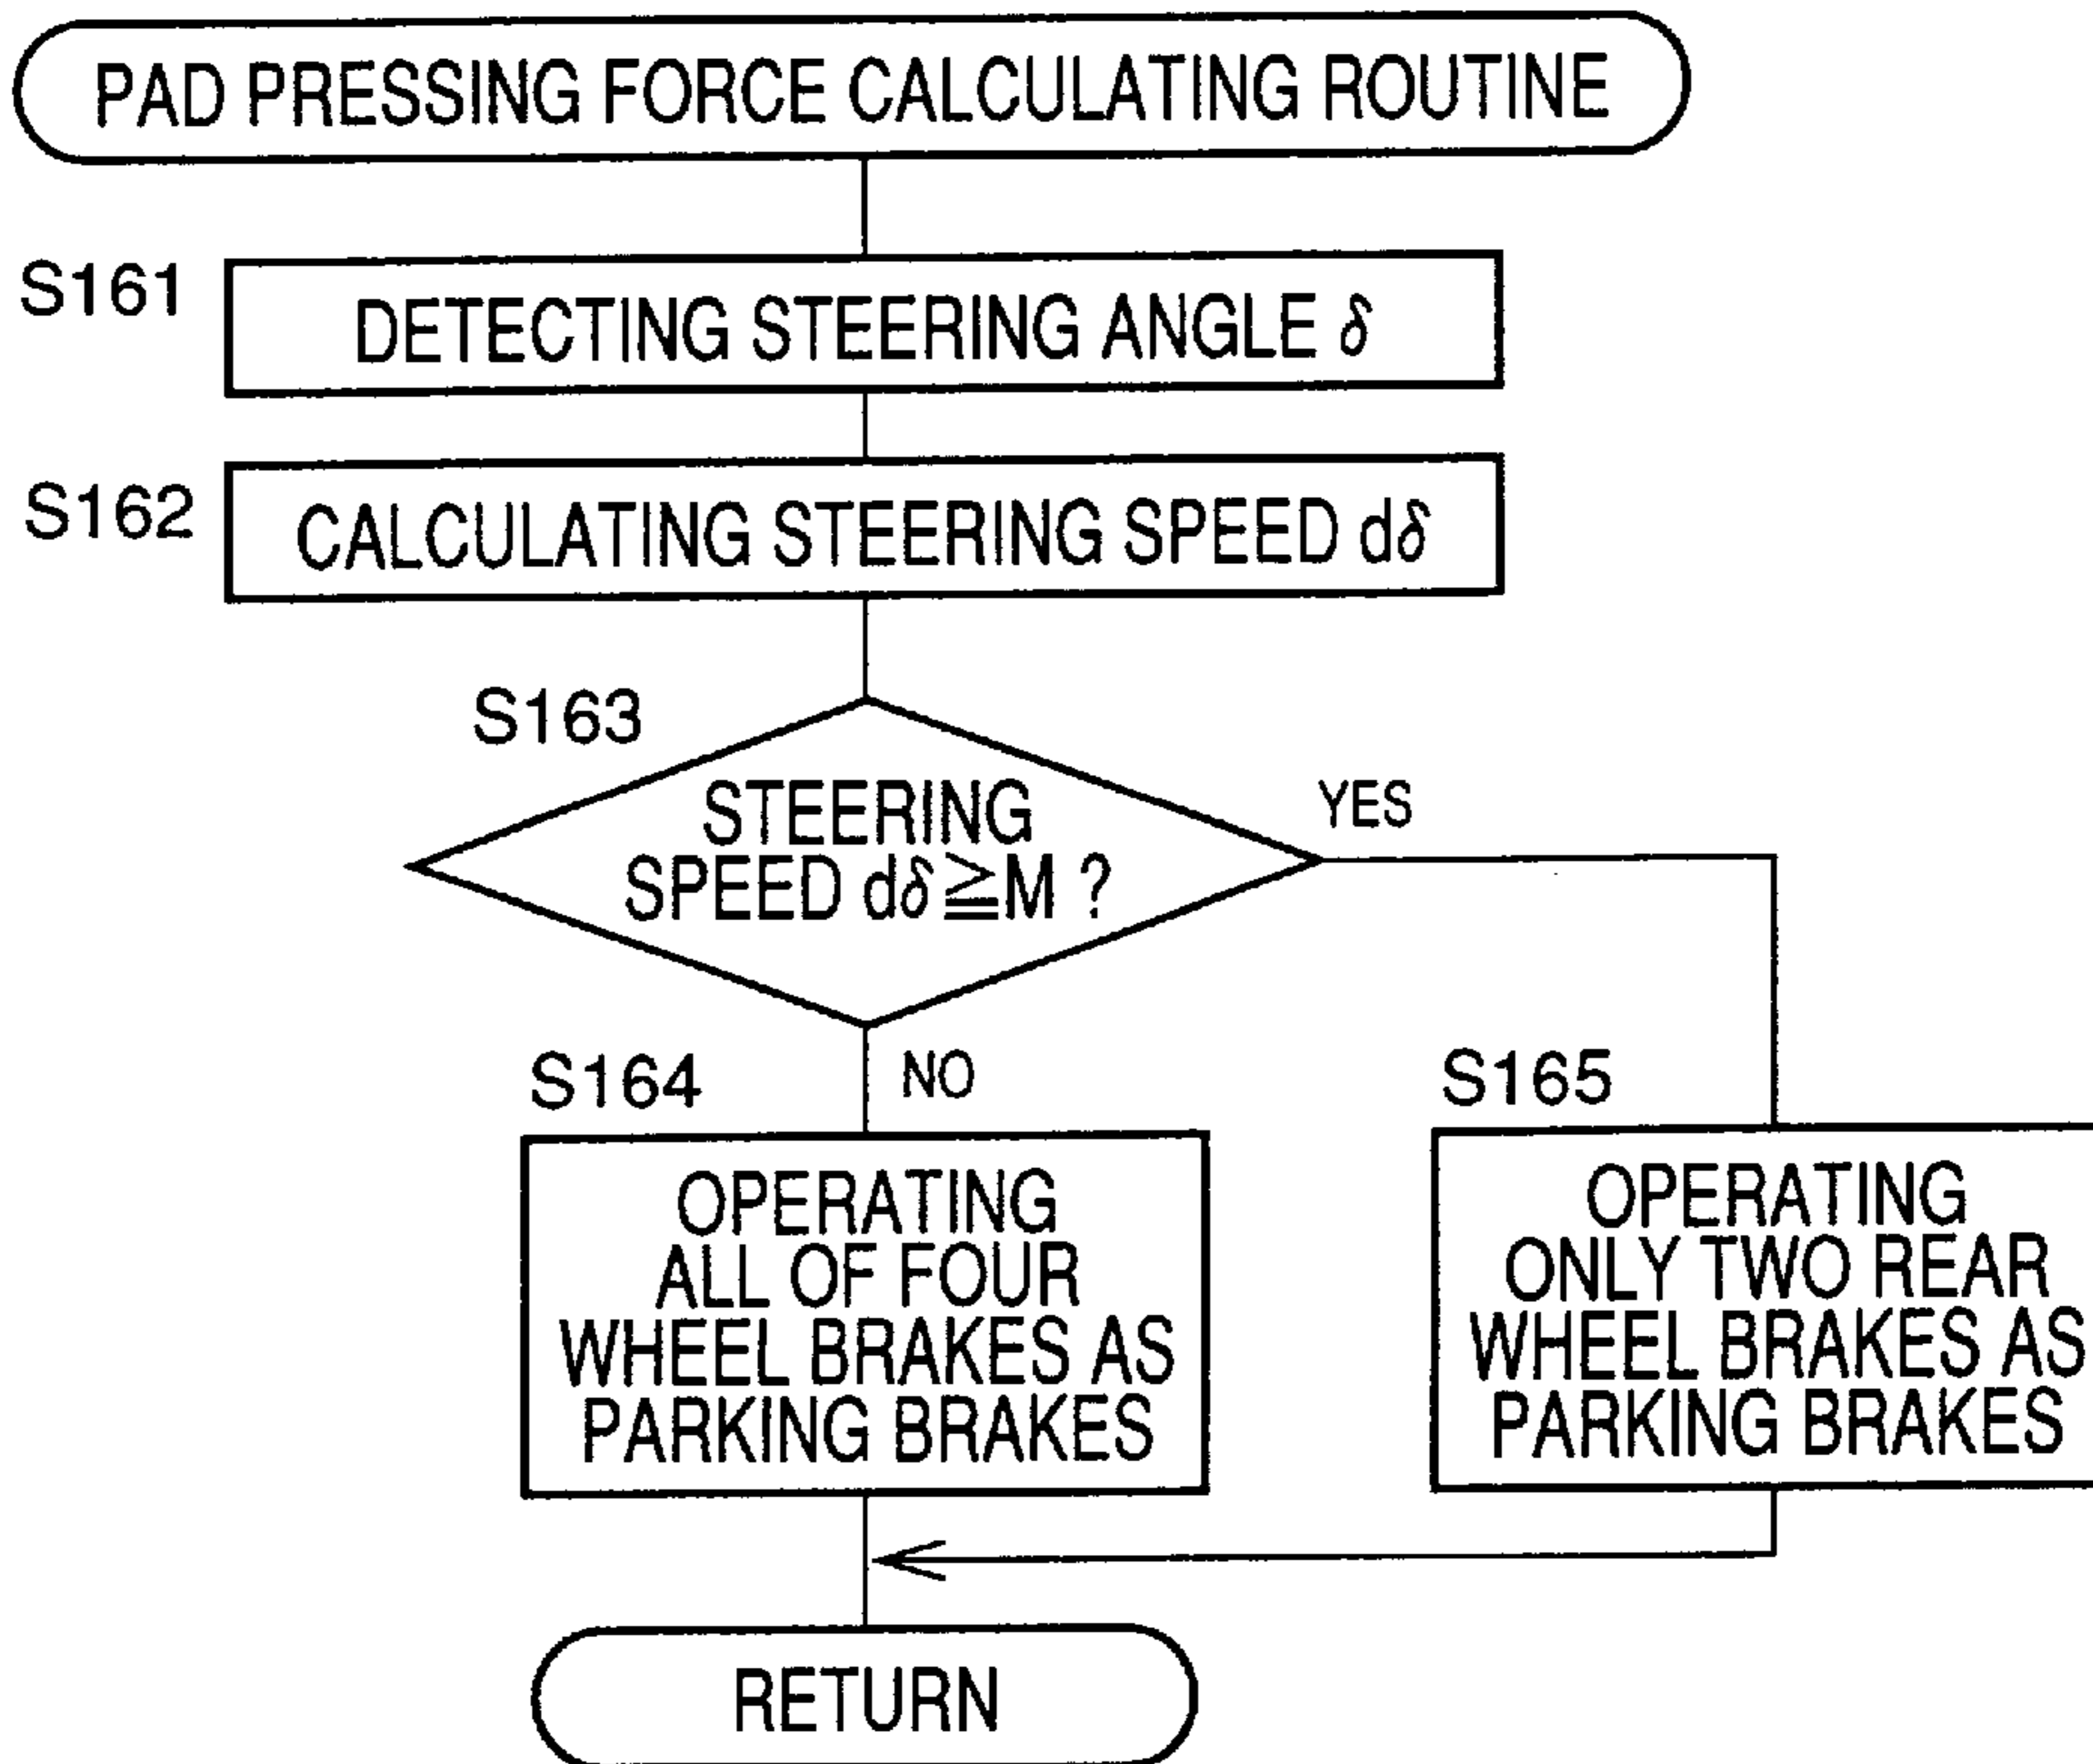 PAD PRESSING FORCE CALCULATING ROUTINE
S161
DETECTING STEERING ANGLE δ
S162
CALCULATING STEERING SPEED dδ
S163
STEERING
SPEED dδ≧M ?
YES
NO
S164
OPERATING
ALL OF FOUR
WHEEL BRAKES AS
PARKING BRAKES
S165
OPERATING
ONLY TWO REAR
WHEEL BRAKES AS
PARKING BRAKES
RETURN